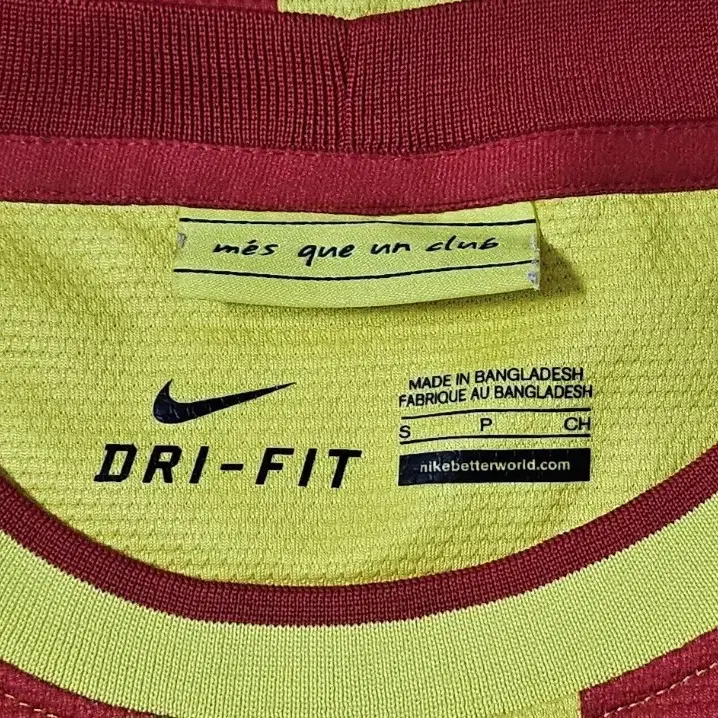 més que un club
DRI-FIT
MADE IN BANGLADESH
FABRIQUE AU BANGLADESH
S P CH
nikebetterworld.com